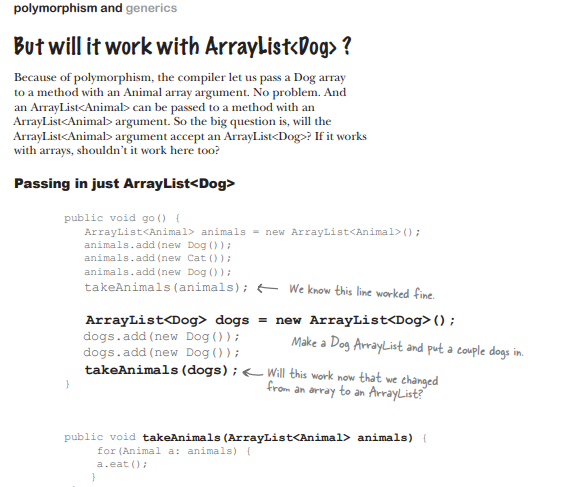 polymorphism and generics
But will it work with ArrayList<Dog> ?
Because of polymorphism, the compiler let us pass a Dog array
to a method with an Animal array argument. No problem. And
an ArrayList<Animal> can be passed to a method with an
ArrayList<Animal> argument. So the big question is, will the
ArrayList<Animal> argument accept an ArrayList<Dog>? If it works
with arrays, shouldn't it work here too?
Passing in just ArrayList<Dog>
public void go() {
ArrayList<Animal> animals = new ArrayList<Animal>();
animals.add(new Dog());
animals.add(new Cat());
animals.add(new Dog());
takeAnimals(animals);
We know this line worked fine.
ArrayList<Dog> dogs = new ArrayList<Dog>();
dogs.add(new Dog());
dogs.add(new Dog());
Make a Dog ArrayList and put a couple dogs in.
takeAnimals(dogs);
Will this work now that we changed
from an array to an ArrayList?
}
public void takeAnimals(ArrayList<Animal> animals) {
for(Animal a: animals) {
a.eat();
}